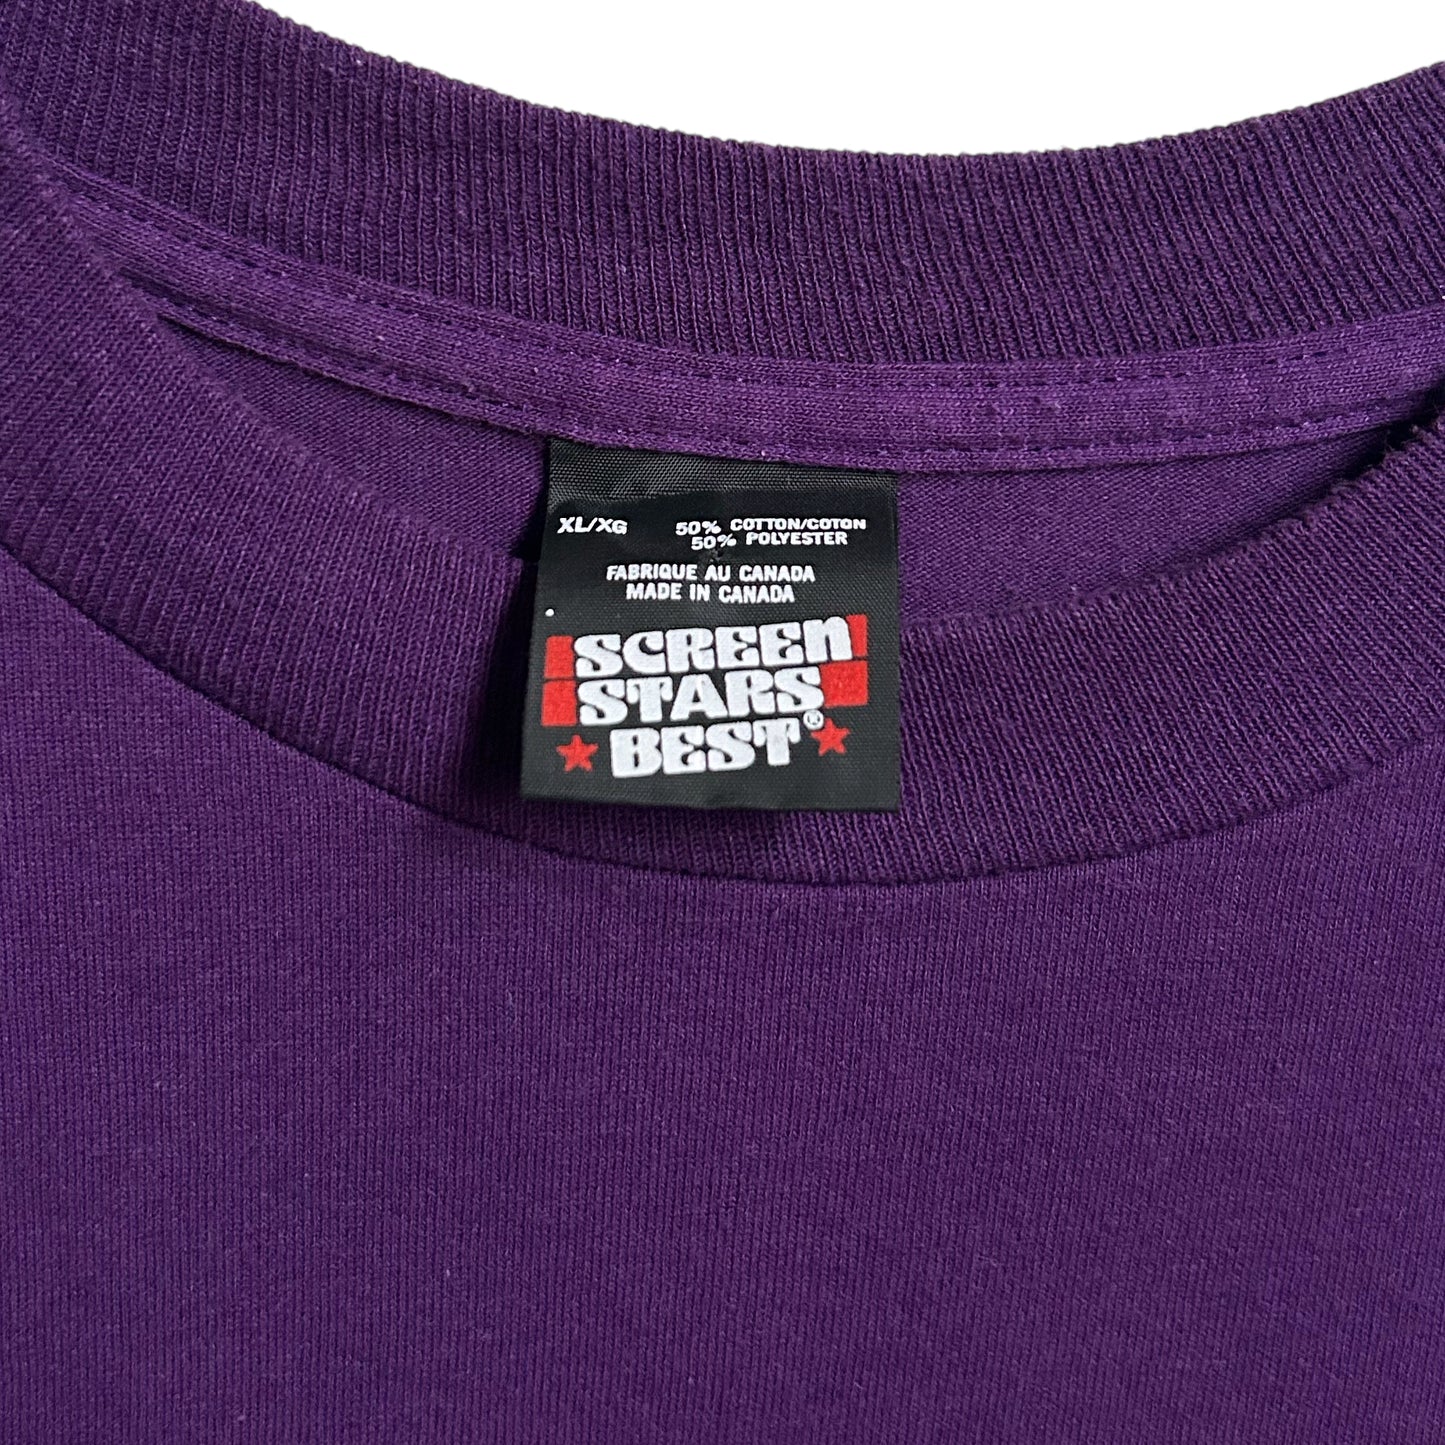 XL/XG 50% COTTON/COTON
50% POLYESTER
FABRIQUE AU CANADA
MADE IN CANADA
SCREEN
STARS
BEST®